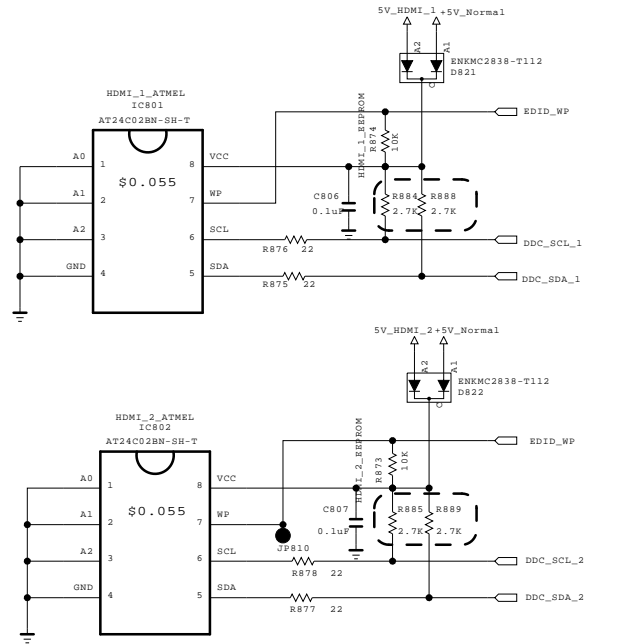 5V_HDMI_1 +5V_Normal
A2
A1
ENKMC2838-T112
D821
C
HDMI_1_ATMEL
IC801
AT24C02BN-SH-T
HDMI_1_EEPROM
R874
10K
EDID_WP
A0 1 8 VCC
$0.055
A1 2 7 WP
C806
0.1uF
R884 R888
2.7K 2.7K
A2 3 6 SCL
R876 22
DDC_SCL_1
GND 4 5 SDA
R875 22
DDC_SDA_1
5V_HDMI_2 +5V_Normal
A2
A1
ENKMC2838-T112
D822
C
HDMI_2_ATMEL
IC802
AT24C02BN-SH-T
HDMI_2_EEPROM
R873
10K
EDID_WP
A0 1 8 VCC
$0.055
A1 2 7 WP
JP810
C807
0.1uF
R885 R889
2.7K 2.7K
A2 3 6 SCL
R878 22
DDC_SCL_2
GND 4 5 SDA
R877 22
DDC_SDA_2